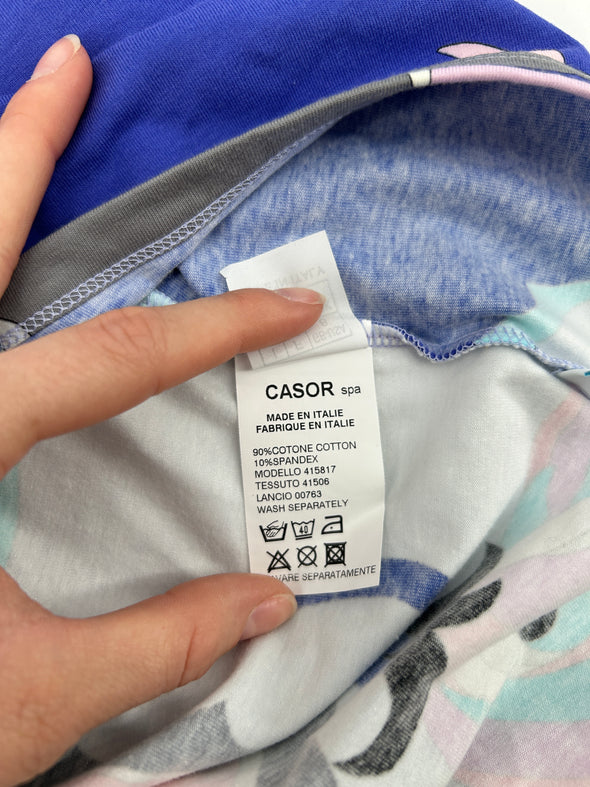 CASOR spa
MADE EN ITALIE
FABRIQUE EN ITALIE
90%COTONE COTTON
10%SPANDEX
MODELLO 415817
TESSUTO 41506
LANCIO 00763
WASH SEPARATELY
40
AVARE SEPARATAMENTE